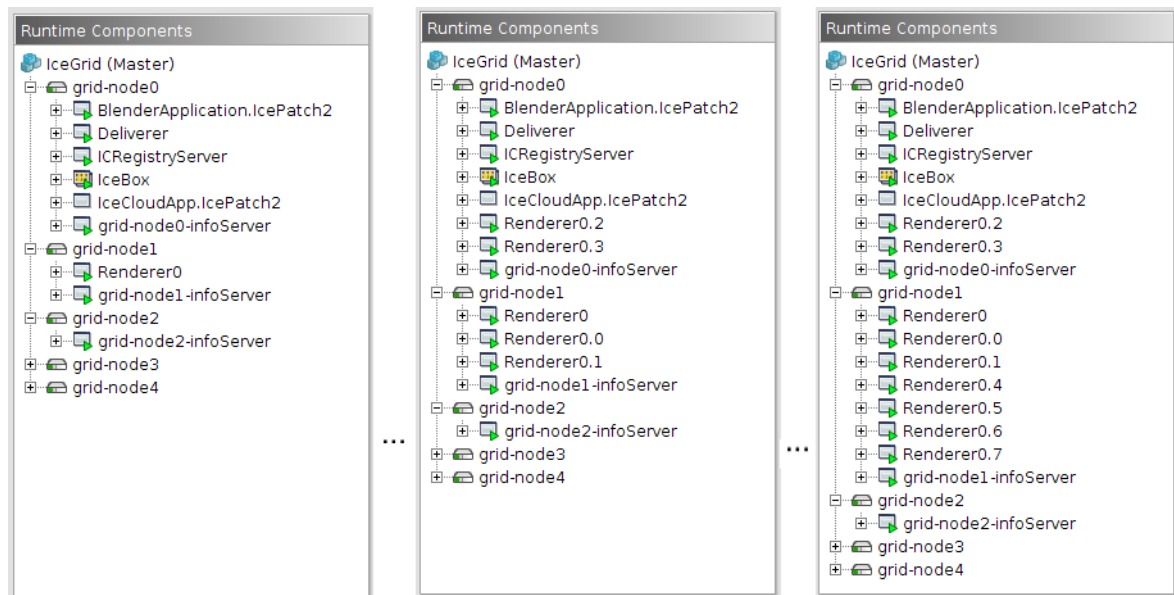 Runtime Components
IceGrid (Master)
grid-node0
BlenderApplication.IcePatch2
Deliverer
ICRegistryServer
IceBox
IceCloudApp.IcePatch2
grid-node0-infoServer
grid-node1
Renderer0
grid-node1-infoServer
grid-node2
grid-node2-infoServer
grid-node3
grid-node4
...
Runtime Components
IceGrid (Master)
grid-node0
BlenderApplication.IcePatch2
Deliverer
ICRegistryServer
IceBox
IceCloudApp.IcePatch2
Renderer0.2
Renderer0.3
grid-node0-infoServer
grid-node1
Renderer0
Renderer0.0
Renderer0.1
grid-node1-infoServer
grid-node2
grid-node2-infoServer
grid-node3
grid-node4
...
Runtime Components
IceGrid (Master)
grid-node0
BlenderApplication.IcePatch2
Deliverer
ICRegistryServer
IceBox
IceCloudApp.IcePatch2
Renderer0.2
Renderer0.3
grid-node0-infoServer
grid-node1
Renderer0
Renderer0.0
Renderer0.1
Renderer0.4
Renderer0.5
Renderer0.6
Renderer0.7
grid-node1-infoServer
grid-node2
grid-node2-infoServer
grid-node3
grid-node4